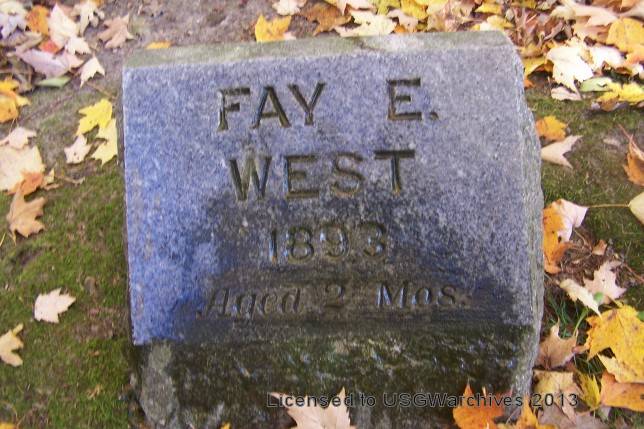 FAY E.
WEST
1893
Aged 2 Mos.
Licensed to USGWarchives 2013